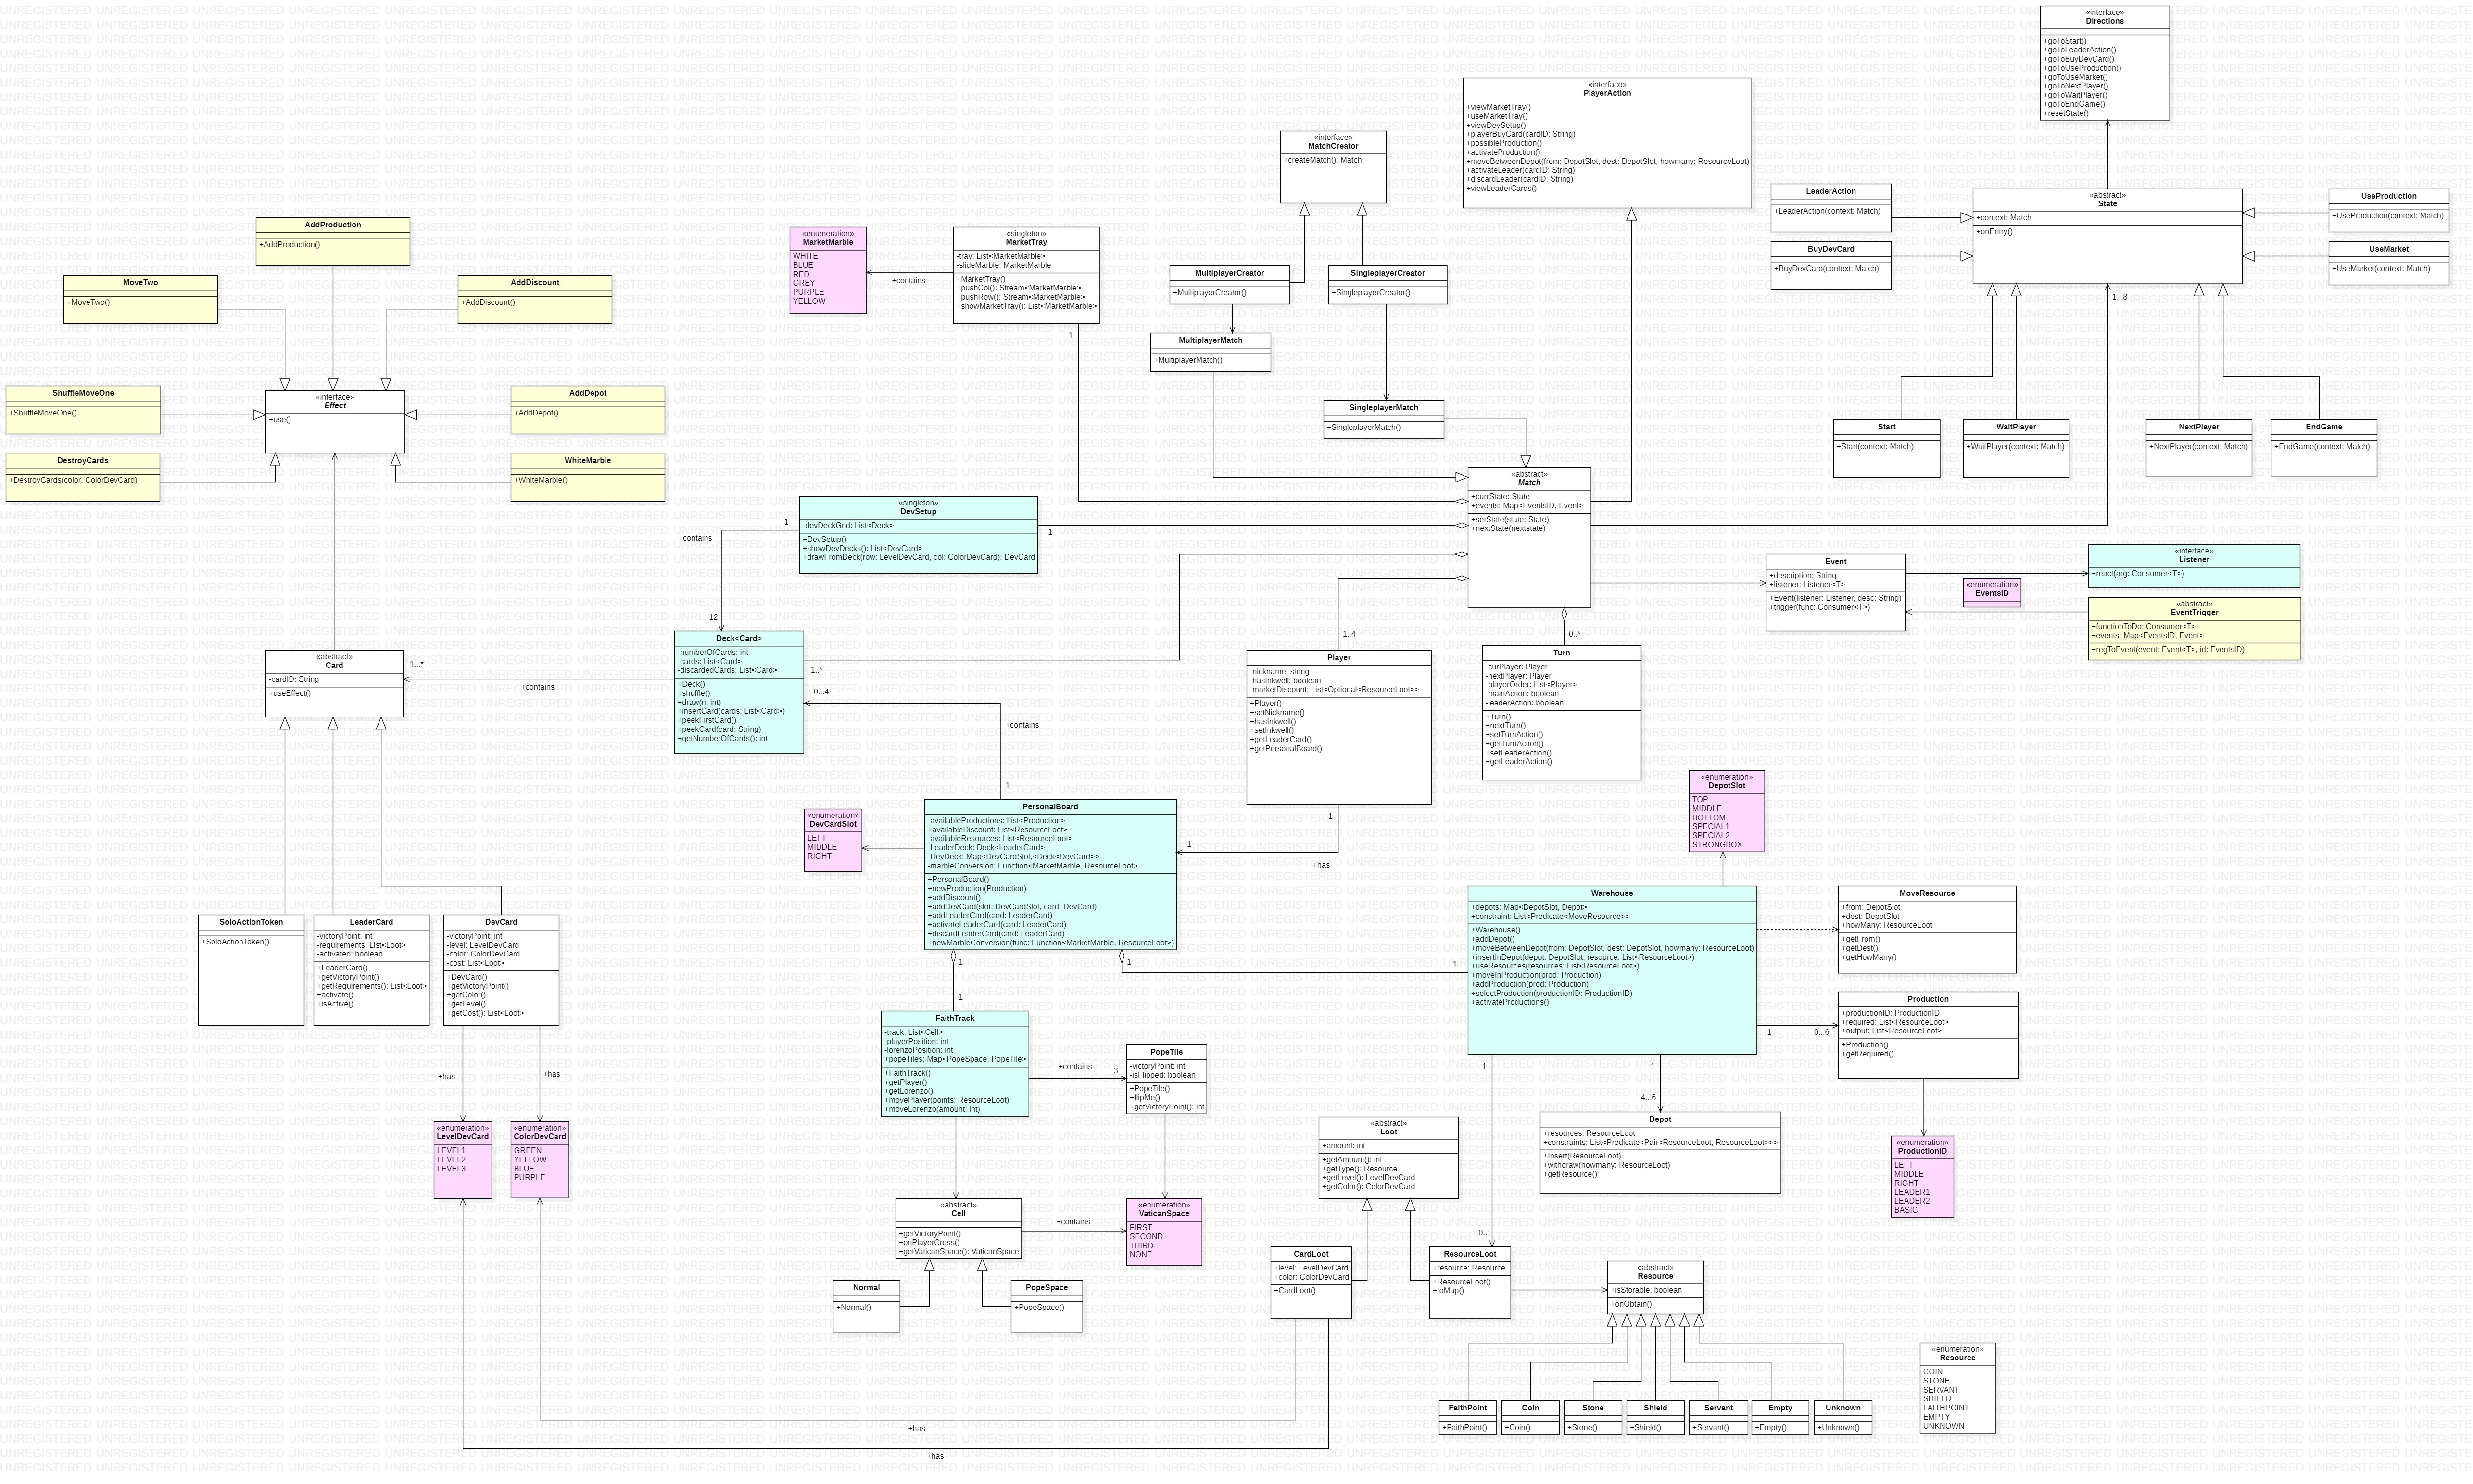 «interface»
Directions
+goToStart()
+goToLeaderAction()
+goToBuyDevCard()
+goToUseProduction()
+goToUseMarket()
+goToNextPlayer()
+goToWaitPlayer()
+goToEndGame()
+resetState()
«interface»
PlayerAction
+viewMarketTray()
+useMarketTray()
+viewDevSetup()
+playerBuyCard(cardID: String)
+possibleProduction()
+activateProduction()
+moveBetweenDepot(from: DepotSlot, dest: DepotSlot, howmany: ResourceLoot)
+activateLeader(cardID: String)
+discardLeader(cardID: String)
+viewLeaderCards()
«interface»
MatchCreator
+createMatch(): Match
LeaderAction
+LeaderAction(context: Match)
«abstract»
State
+context: Match
+onEntry()
UseProduction
+UseProduction(context: Match)
BuyDevCard
+BuyDevCard(context: Match)
UseMarket
+UseMarket(context: Match)
1...8
AddProduction
+AddProduction()
MoveTwo
+MoveTwo()
AddDiscount
+AddDiscount()
«enumeration»
MarketMarble
WHITE
BLUE
RED
GREY
PURPLE
YELLOW
+contains
«singleton»
MarketTray
-tray: List<MarketMarble>
-slideMarble: MarketMarble
+MarketTray()
+pushCol(): Stream<MarketMarble>
+pushRow(): Stream<MarketMarble>
+showMarketTray(): List<MarketMarble>
1
MultiplayerCreator
+MultiplayerCreator()
SingleplayerCreator
+SingleplayerCreator()
MultiplayerMatch
+MultiplayerMatch()
SingleplayerMatch
+SingleplayerMatch()
ShuffleMoveOne
+ShuffleMoveOne()
«interface»
Effect
+use()
AddDepot
+AddDepot()
DestroyCards
+DestroyCards(color: ColorDevCard)
WhiteMarble
+WhiteMarble()
Start
+Start(context: Match)
WaitPlayer
+WaitPlayer(context: Match)
NextPlayer
+NextPlayer(context: Match)
EndGame
+EndGame(context: Match)
«abstract»
Match
+currState: State
+events: Map<EventsID, Event>
+setState(state: State)
+nextState(nextstate)
«singleton»
DevSetup
-devDeckGrid: List<Deck>
+DevSetup()
+showDevDecks(): List<DevCard>
+drawFromDeck(row: LevelDevCard, col: ColorDevCard): DevCard
1
1
+contains
12
Event
+description: String
+listener: Listener<T>
+Event(listener: Listener, desc: String)
+trigger(func: Consumer<T>)
«interface»
Listener
+react(arg: Consumer<T>)
«enumeration»
EventsID
«abstract»
EventTrigger
+functionToDo: Consumer<T>
+events: Map<EventsID, Event>
+regToEvent(event: Event<T>, id: EventsID)
Deck<Card>
-numberOfCards: int
-cards: List<Card>
-discardedCards: List<Card>
+Deck()
+shuffle()
+draw(n: int)
+insertCard(cards: List<Card>)
+peekFirstCard()
+peekCard(card: String)
+getNumberOfCards(): int
1..*
0...4
+contains
1
«abstract»
Card
-cardID: String
+useEffect()
1...*
+contains
1..4
Player
-nickname: string
-hasInkwell: boolean
-marketDiscount: List<Optional<ResourceLoot>>
+Player()
+setNickname()
+hasInkwell()
+setInkwell()
+getLeaderCard()
+getPersonalBoard()
1
1
+has
0..*
Turn
-curPlayer: Player
-nextPlayer: Player
-playerOrder: List<Player>
-mainAction: boolean
-leaderAction: boolean
+Turn()
+nextTurn()
+setTurnAction()
+getTurnAction()
+setLeaderAction()
+getLeaderAction()
«enumeration»
DepotSlot
TOP
MIDDLE
BOTTOM
SPECIAL1
SPECIAL2
STRONGBOX
«enumeration»
DevCardSlot
LEFT
MIDDLE
RIGHT
PersonalBoard
-availableProductions: List<Production>
+availableDiscount: List<ResourceLoot>
-availableResources: List<ResourceLoot>
-LeaderDeck: Deck<LeaderCard>
-DevDeck: Map<DevCardSlot,<Deck<DevCard>>
-marbleConversion: Function<MarketMarble, ResourceLoot>
+PersonalBoard()
+newProduction(Production)
+addDiscount()
+addDevCard(slot: DevCardSlot, card: DevCard)
+addLeaderCard(card: LeaderCard)
+activateLeaderCard(card: LeaderCard)
+discardLeaderCard(card: LeaderCard)
+newMarbleConversion(func: Function<MarketMarble, ResourceLoot>)
1
1
1
1
Warehouse
+depots: Map<DepotSlot, Depot>
+constraint: List<Predicate<MoveResource>>
+Warehouse()
+addDepot()
+moveBetweenDepot(from: DepotSlot, dest: DepotSlot, howmany: ResourceLoot)
+insertInDepot(depot: DepotSlot, resource: List<ResourceLoot>)
+useResources(resources: List<ResourceLoot>)
+moveInProduction(prod: Production)
+addProduction(prod: Production)
+selectProduction(productionID: ProductionID)
+activateProductions()
MoveResource
+from: DepotSlot
+dest: DepotSlot
+howMany: ResourceLoot
+getFrom()
+getDest()
+getHowMany()
SoloActionToken
+SoloActionToken()
LeaderCard
-victoryPoint: int
-requirements: List<Loot>
-activated: boolean
+LeaderCard()
+getVictoryPoint()
+getRequirements(): List<Loot>
+activate()
+isActive()
DevCard
-victoryPoint: int
-level: LevelDevCard
-color: ColorDevCard
-cost: List<Loot>
+DevCard()
+getVictoryPoint()
+getColor()
+getLevel()
+getCost(): List<Loot>
+has
+has
FaithTrack
-track: List<Cell>
-playerPosition: int
-lorenzoPosition: int
+popeTiles: Map<PopeSpace, PopeTile>
+FaithTrack()
+getPlayer()
+getLorenzo()
+movePlayer(points: ResourceLoot)
+moveLorenzo(amount: int)
+contains
3
PopeTile
-victoryPoint: int
-isFlipped: boolean
+PopeTile()
+flipMe()
+getVictoryPoint(): int
1
0...6
Production
+productionID: ProductionID
+required: List<ResourceLoot>
+output: List<ResourceLoot>
+Production()
+getRequired()
1
1
4...6
«enumeration»
LevelDevCard
LEVEL1
LEVEL2
LEVEL3
«enumeration»
ColorDevCard
GREEN
YELLOW
BLUE
PURPLE
«abstract»
Loot
+amount: int
+getAmount(): int
+getType(): Resource
+getLevel(): LevelDevCard
+getColor(): ColorDevCard
Depot
+resources: ResourceLoot
+constraints: List<Predicate<Pair<ResourceLoot, ResourceLoot>>>
+Insert(ResourceLoot)
+withdraw(howmany: ResourceLoot)
+getResource()
«enumeration»
ProductionID
LEFT
MIDDLE
RIGHT
LEADER1
LEADER2
BASIC
«abstract»
Cell
+getVictoryPoint()
+onPlayerCross()
+getVaticanSpace(): VaticanSpace
+contains
«enumeration»
VaticanSpace
FIRST
SECOND
THIRD
NONE
0..*
Normal
+Normal()
PopeSpace
+PopeSpace()
CardLoot
+level: LevelDevCard
+color: ColorDevCard
+CardLoot()
ResourceLoot
+resource: Resource
+ResourceLoot()
+toMap()
«abstract»
Resource
+isStorable: boolean
+onObtain()
«enumeration»
Resource
COIN
STONE
SERVANT
SHIELD
FAITHPOINT
EMPTY
UNKNOWN
FaithPoint
+FaithPoint()
Coin
+Coin()
Stone
+Stone()
Shield
+Shield()
Servant
+Servant()
Empty
+Empty()
Unknown
+Unknown()
+has
+has